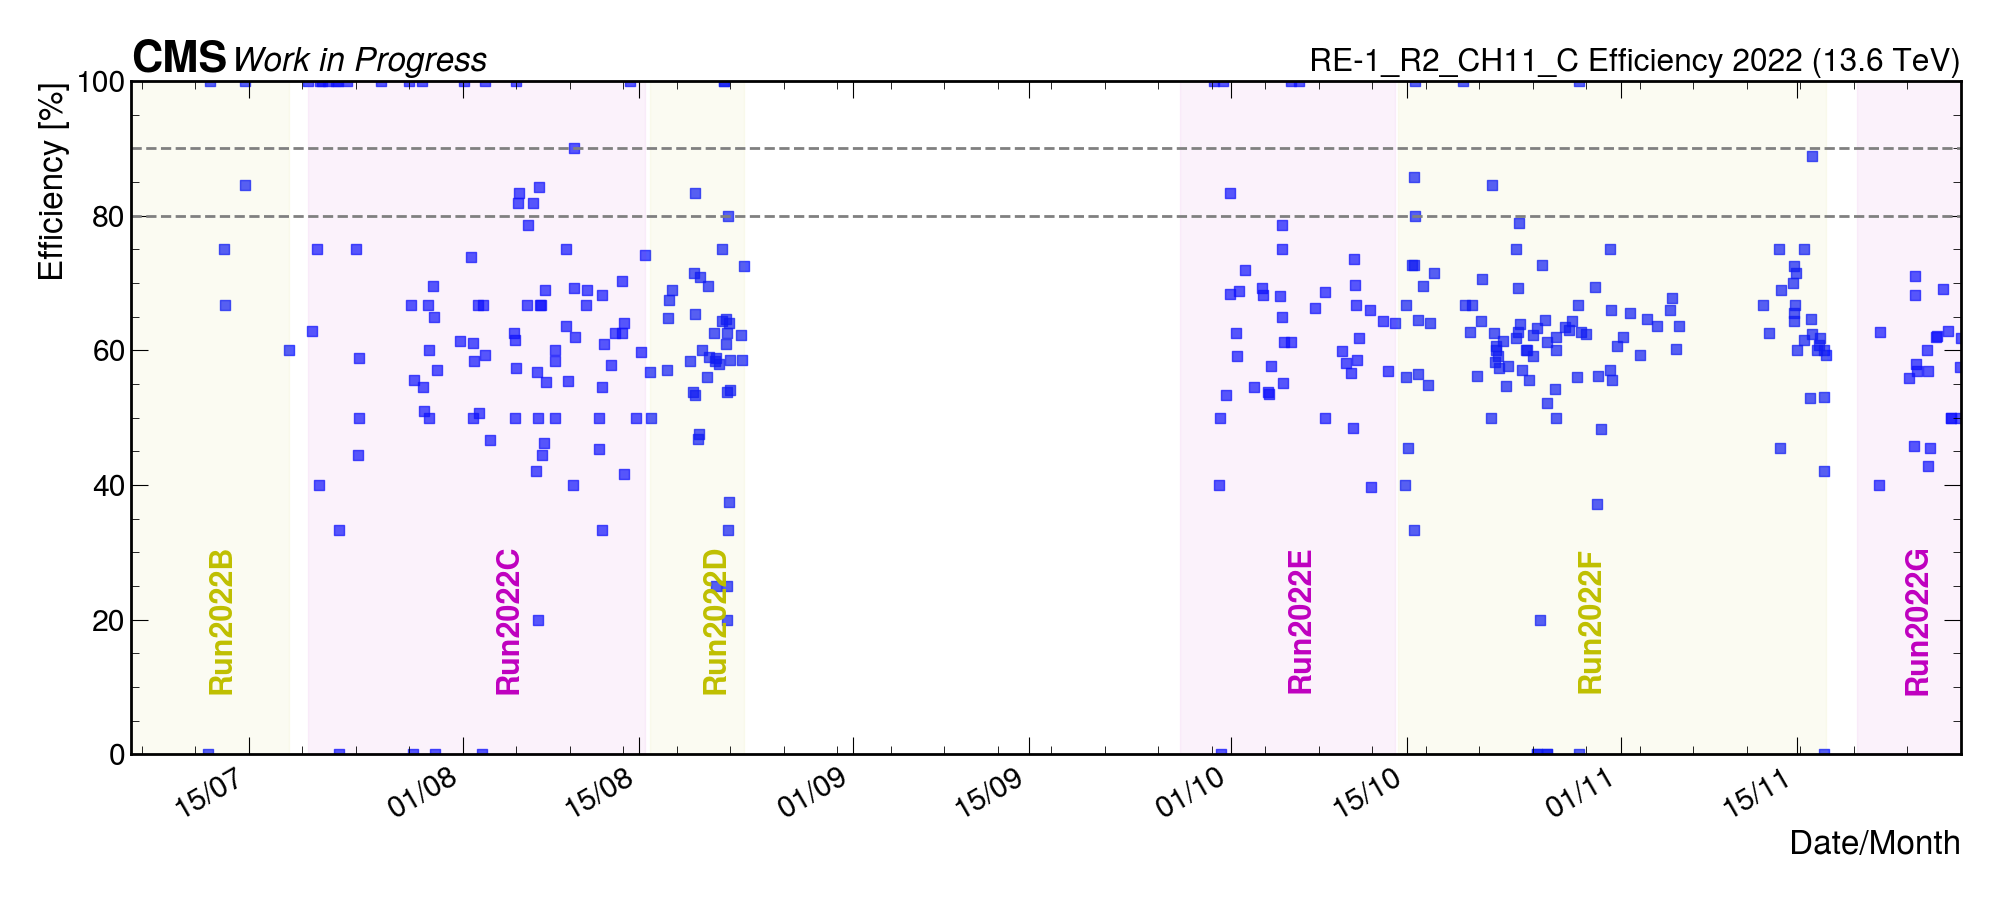 CMS Work in Progress
RE-1_R2_CH11_C Efficiency 2022 (13.6 TeV)
Efficiency [%]
100
80
60
40
20
0
Run2022B
Run2022C
Run2022D
Run2022E
Run2022F
Run2022G
15/07
01/08
15/08
01/09
15/09
01/10
15/10
01/11
15/11
Date/Month